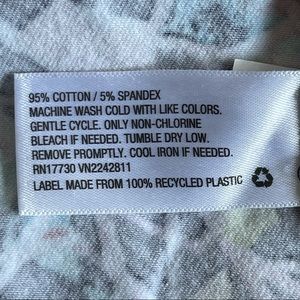 95% COTTON / 5% SPANDEX
MACHINE WASH COLD WITH LIKE COLORS.
GENTLE CYCLE. ONLY NON-CHLORINE
BLEACH IF NEEDED. TUMBLE DRY LOW.
REMOVE PROMPTLY. COOL IRON IF NEEDED.
RN17730 VN2242811
LABEL MADE FROM 100% RECYCLED PLASTIC